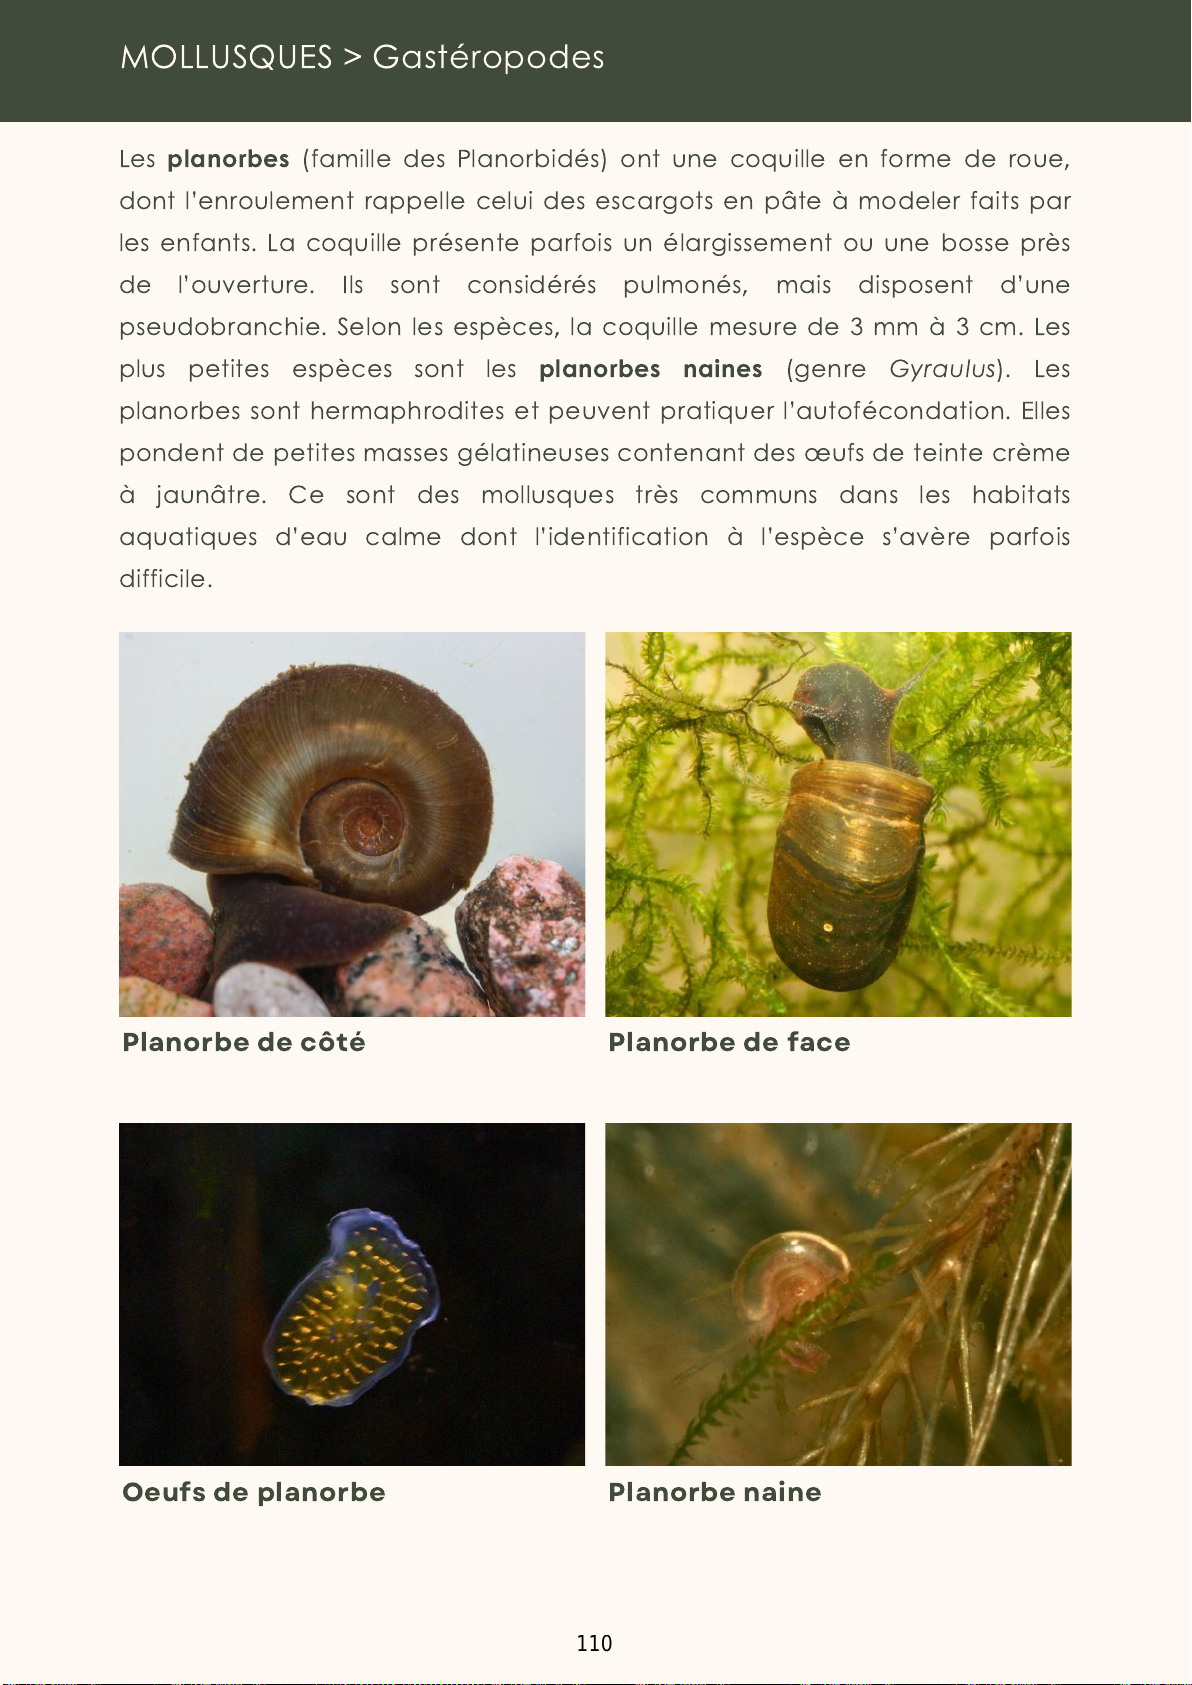 MOLLUSQUES > Gastéropodes
Les planorbes (famille des Planorbidés) ont une coquille en forme de roue,
dont l'enroulement rappelle celui des escargots en pâte à modeler faits par
les enfants. La coquille présente parfois un élargissement ou une bosse près
de l'ouverture. Ils sont considérés pulmonés, mais disposent d'une
pseudobranchie. Selon les espèces, la coquille mesure de 3 mm à 3 cm. Les
plus petites espèces sont les planorbes naines (genre Gyraulus). Les
planorbes sont hermaphrodites et peuvent pratiquer l'autofécondation. Elles
pondent de petites masses gélatineuses contenant des œufs de teinte crème
à jaunâtre. Ce sont des mollusques très communs dans les habitats
aquatiques d'eau calme dont l'identification à l'espèce s'avère parfois
difficile.
Planorbe de côté
Planorbe de face
Oeufs de planorbe
Planorbe naine
110